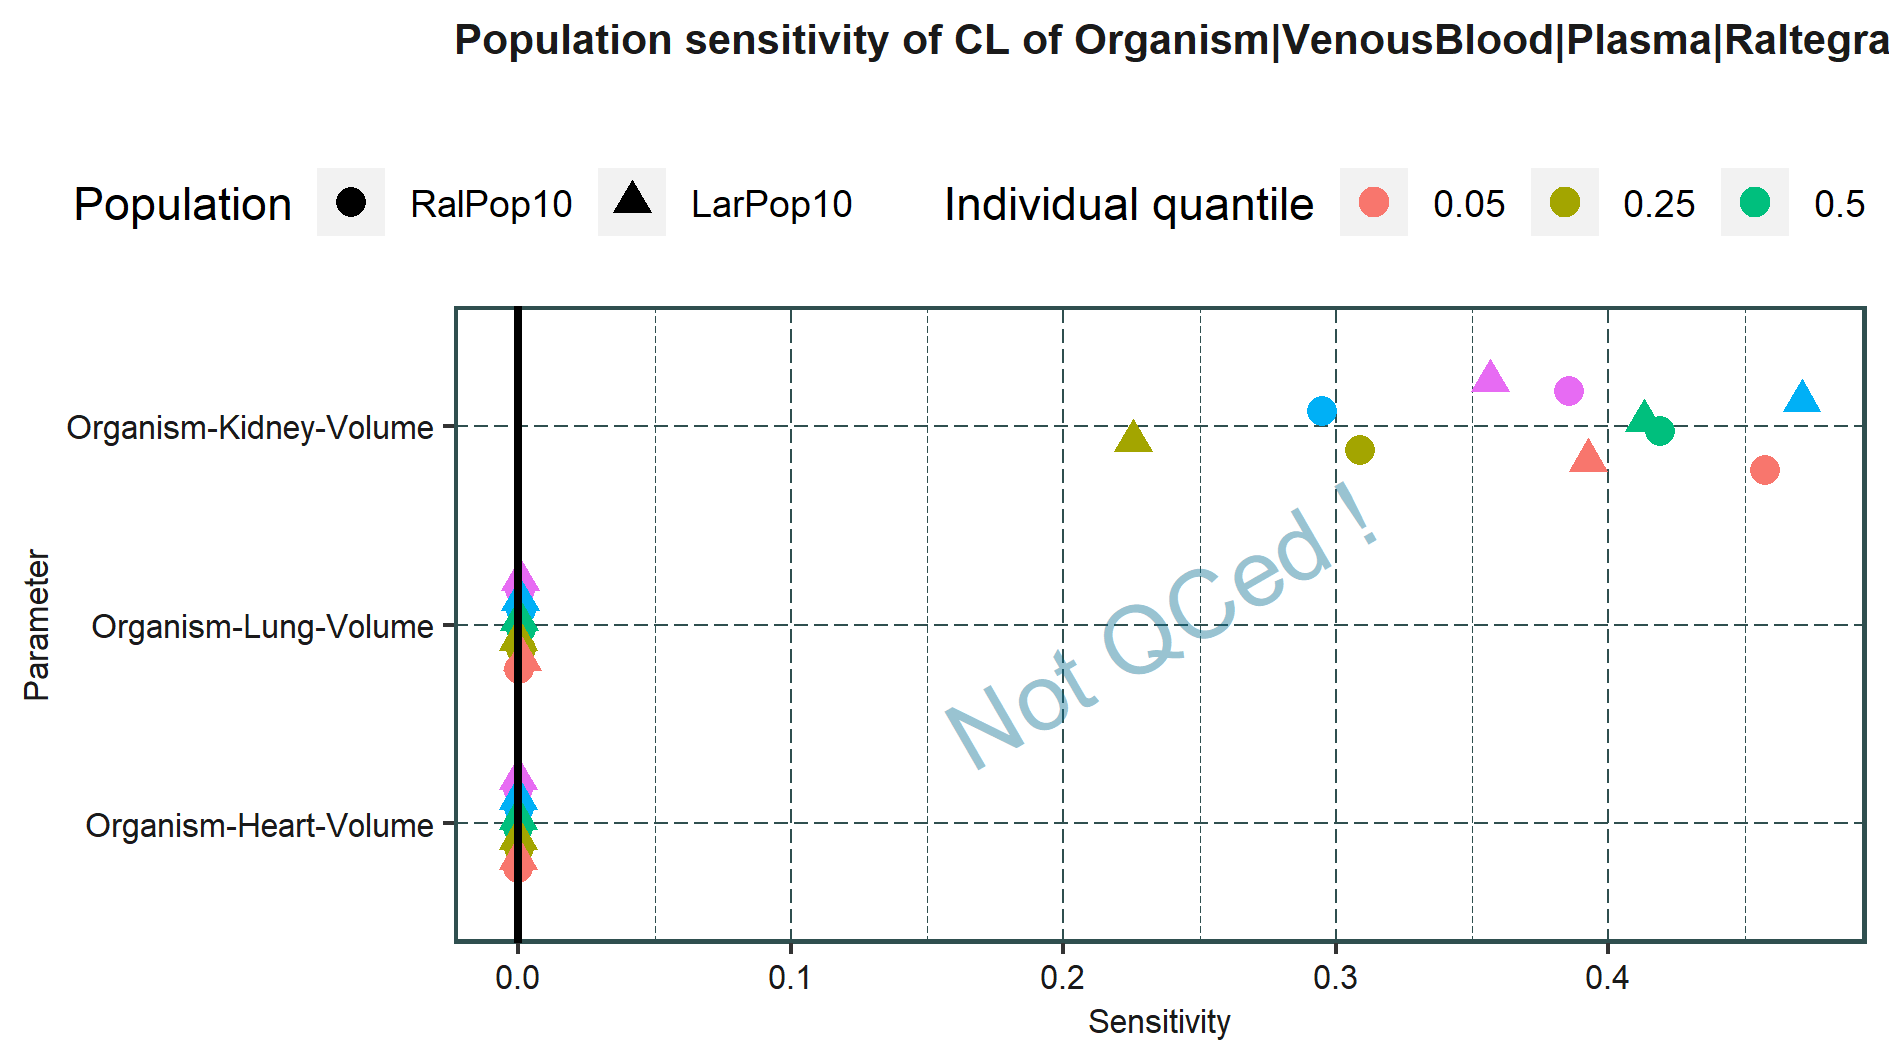 Population sensitivity of CL of Organism|VenousBlood|Plasma|Raltegra
Population RalPop10 LarPop10 Individual quantile 0.05 0.25 0.5
Organism-Kidney-Volume
Organism-Lung-Volume
Organism-Heart-Volume
Parameter
Not QCed !
0.0 0.1 0.2 0.3 0.4
Sensitivity